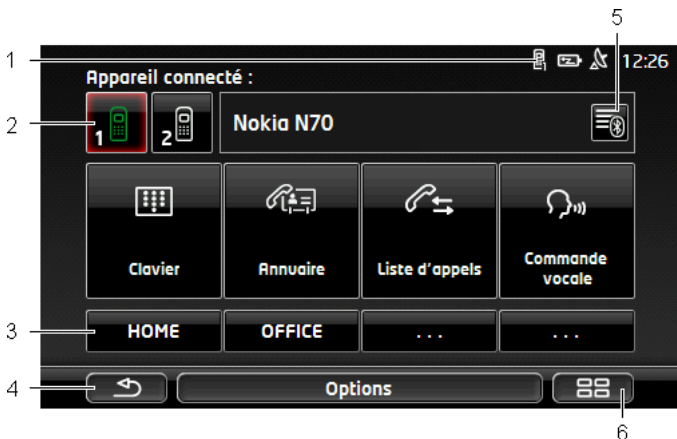 5
1
12:26
Appareil connecté :
2
1
2
Nokia N70
Clavier
Annuaire
Liste d'appels
Commande
vocale
3
HOME
OFFICE
...
...
4
Options
6